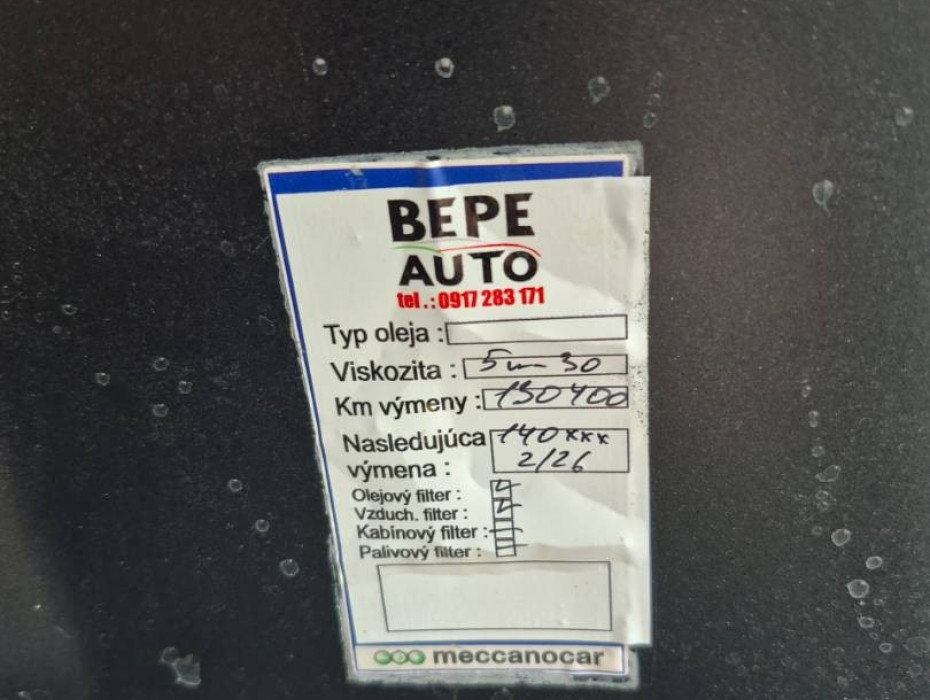 BEPE
AUTO
tel.: 0917 283 171
Typ oleja :
Viskozita : 5w-30
Km výmeny : 130400
Nasledujúca výmena : 140xxx
2/26
Olejový filter :
Vzduch. filter :
Kabínový filter :
Palivový filter :
meccanocar